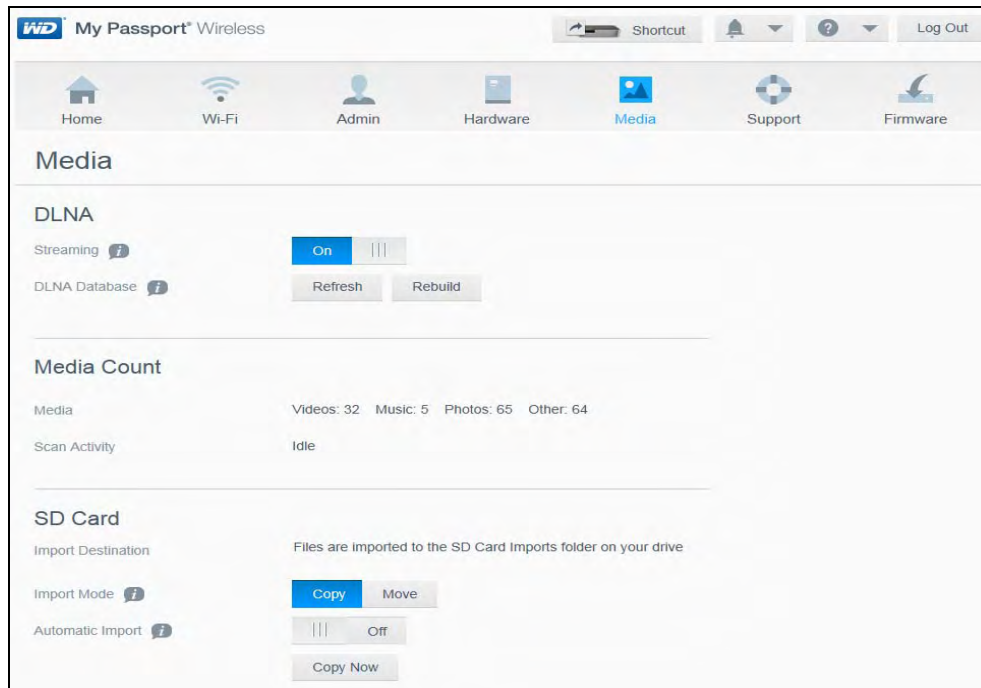 WD My Passport® Wireless
Shortcut
?
Log Out
Home Wi-Fi Admin Hardware Media Support Firmware
Media
DLNA
Streaming i On
DLNA Database i Refresh Rebuild
Media Count
Media Videos: 32 Music: 5 Photos: 65 Other: 64
Scan Activity Idle
SD Card
Import Destination Files are imported to the SD Card Imports folder on your drive
Import Mode i Copy Move
Automatic Import i Off
Copy Now